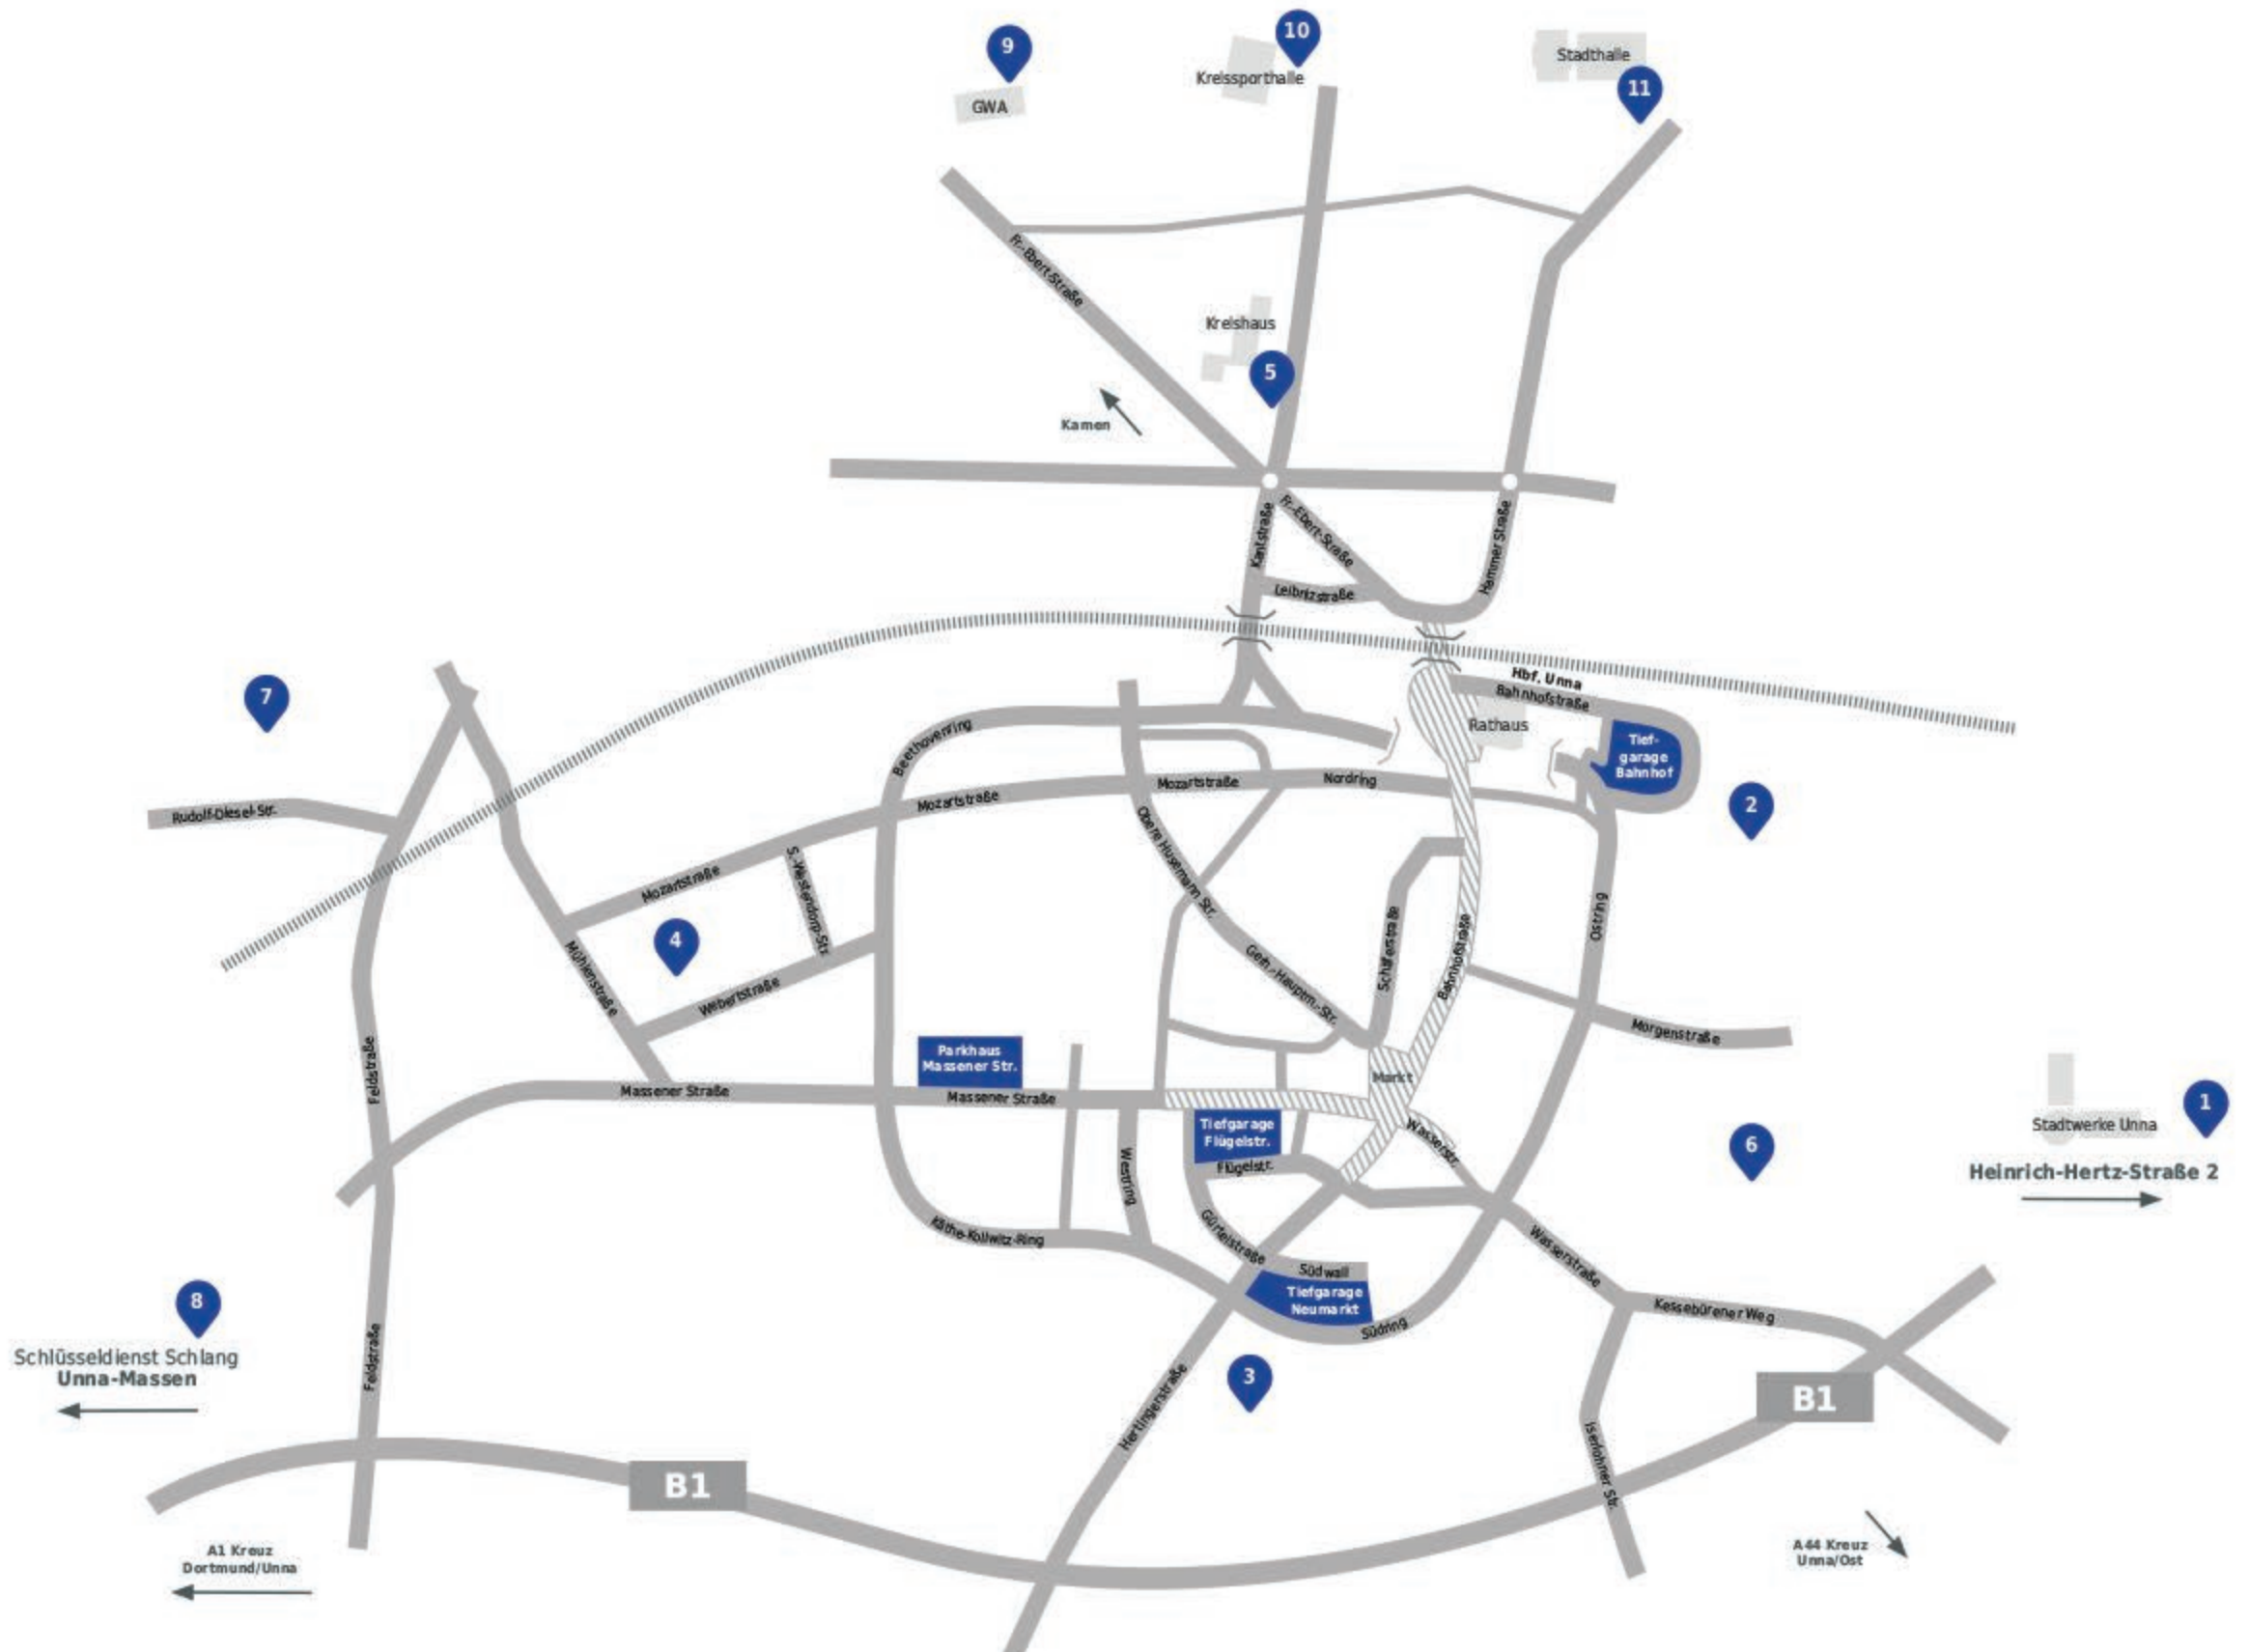 9
10
Stadthalle
Kreissporthalle
11
GWA
Fr.-Ebert-Straße
Kreishaus
5
Kamen
Kantstraße
Fr.-Ebert-Straße
Hammer Straße
Leibnizstraße
Hbf. Unna
Bahnhofstraße
7
Rathaus
Beethovenring
Tief-
garage
Bahnhof
2
Rudolf-Diesel-Str.
Mozartstraße
Mozartstraße
Nordring
Obere Husemann Str.
Mozartstraße
S.-Westendorp-Str.
4
Mühlenstraße
Webertstraße
Gerh.-Hauptm.-Str.
Schäferstraße
Bahnhofstraße
Ostring
Morgenstraße
Feldstraße
Parkhaus
Massener Str.
Massener Straße
Massener Straße
Markt
Tiefgarage
Flügelstr.
Flügelstr.
Wasserstr.
Westring
6
1
Stadtwerke Unna
Heinrich-Hertz-Straße 2
Käthe-Kollwitz-Ring
Gürtelstraße
Südwall
Tiefgarage
Neumarkt
Südring
Wasserstraße
Kessebürener Weg
8
Schlüsseldienst Schlang
Unna-Massen
Feldstraße
3
Hertingerstraße
B1
B1
Iserlohner Str.
A1 Kreuz
Dortmund/Unna
A44 Kreuz
Unna/Ost